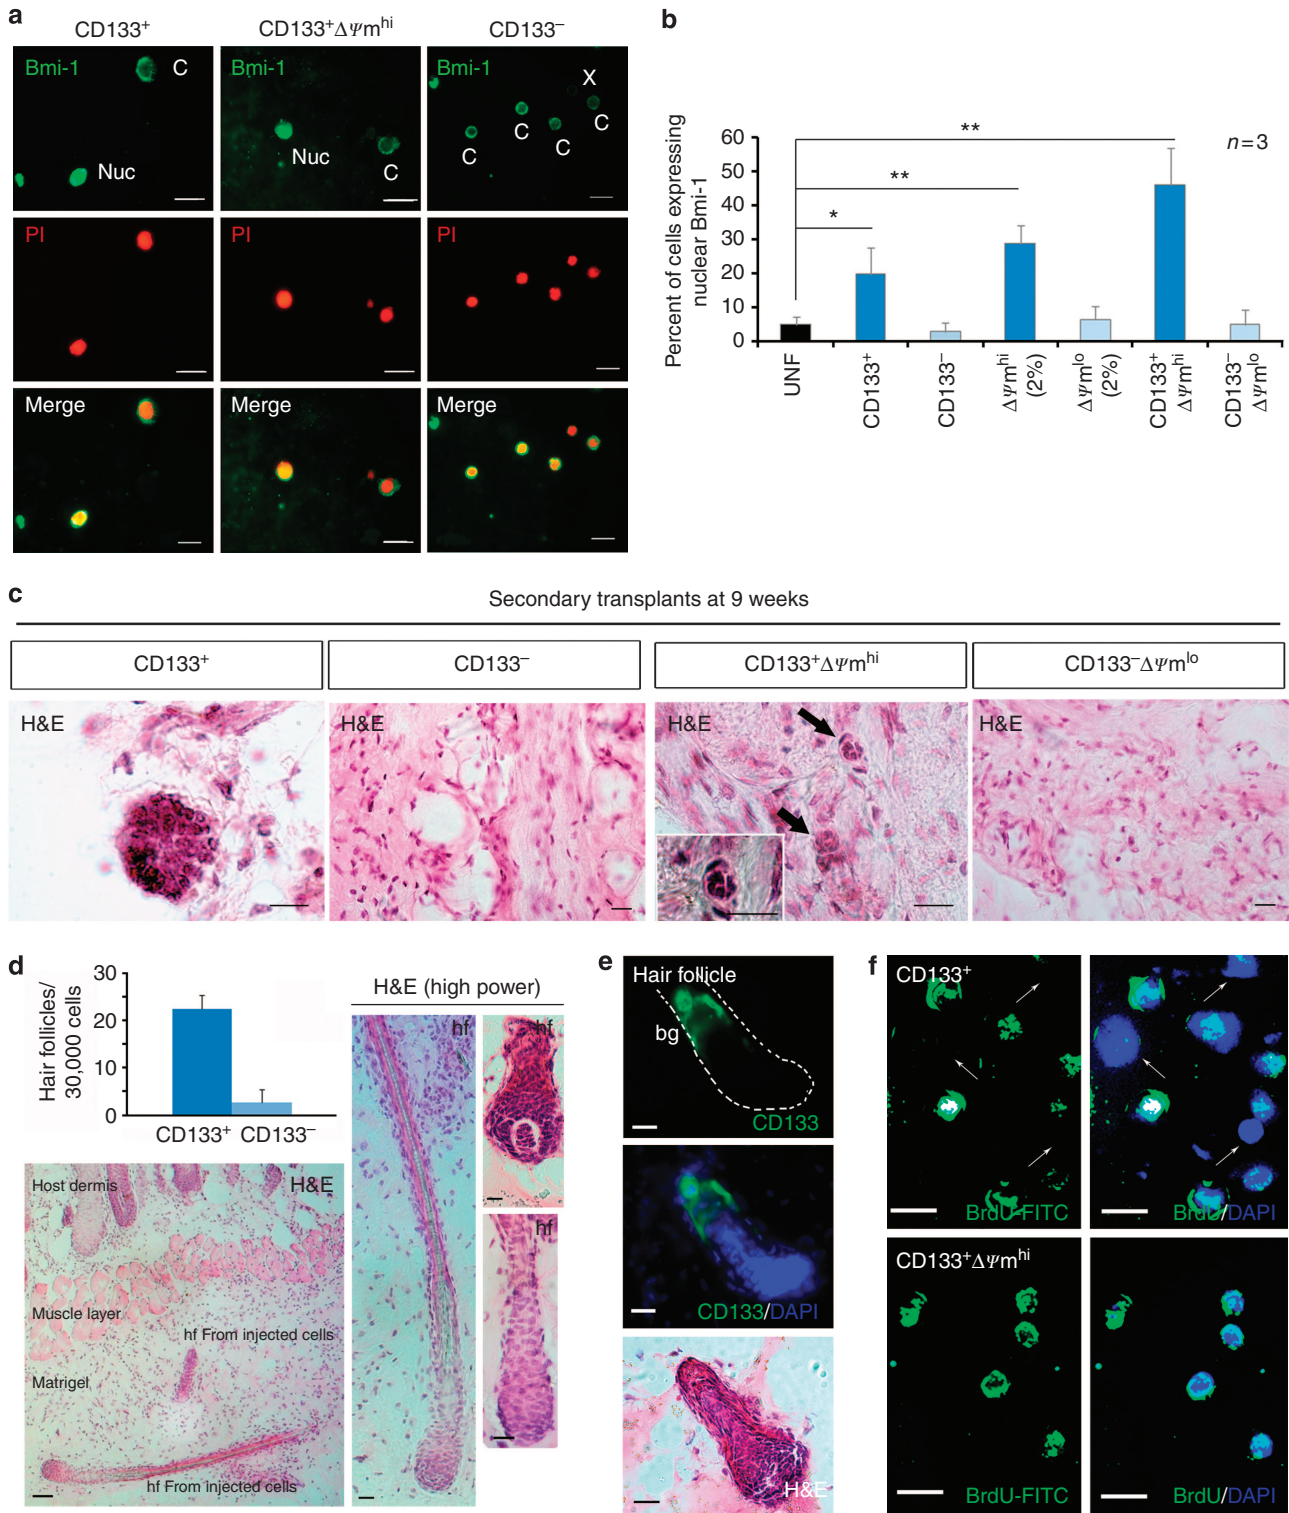 a
CD133+ CD133+ΔΨmhi CD133–
Bmi-1 C Bmi-1 Bmi-1 X
Nuc Nuc C C C C C
PI PI PI
Merge Merge Merge
b
Percent of cells expressing
nuclear Bmi-1
60
50
40
30
20
10
0
** n=3
**
*
UNF
CD133+
CD133–
ΔΨmhi
(2%)
ΔΨmlo
(2%)
CD133+
ΔΨmhi
CD133–
ΔΨmlo
c
Secondary transplants at 9 weeks
CD133+ CD133– CD133+ΔΨmhi CD133–ΔΨmlo
H&E H&E H&E H&E
d
Hair follicles/
30,000 cells
30
20
10
0
CD133+ CD133–
H&E (high power)
hf hf
hf
Host dermis H&E
Muscle layer
hf From injected cells
Matrigel
hf From injected cells
e
Hair follicle
bg
CD133
CD133/DAPI
H&E
f
CD133+
BrdU-FITC BrdU/DAPI
CD133+ΔΨmhi
BrdU-FITC BrdU/DAPI